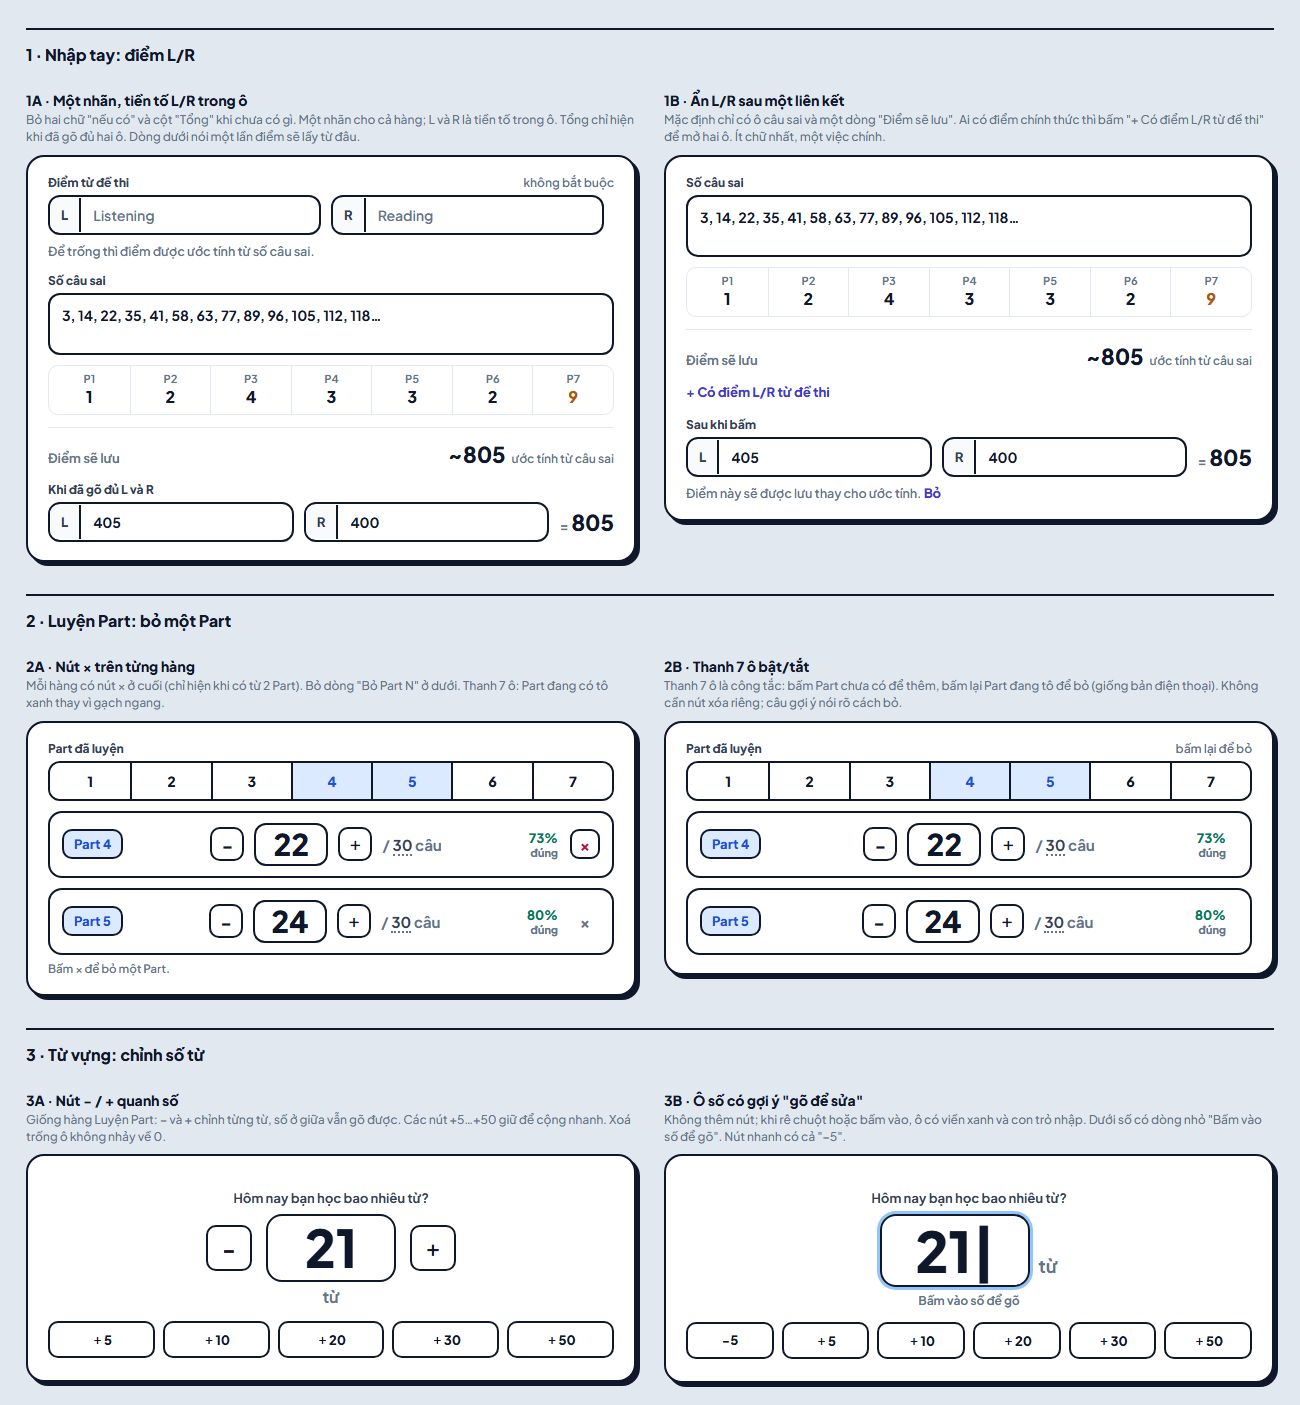 1 · Nhập tay: điểm L/R
1A · Một nhãn, tiền tố L/R trong ô
Bỏ hai chữ "nếu có" và cột "Tổng" khi chưa có gì. Một nhãn cho cả hàng; L và R là tiền tố trong ô. Tổng chỉ hiện
khi đã gõ đủ hai ô. Dòng dưới nói một lần điểm sẽ lấy từ đâu.
Điểm từ đề thi
không bắt buộc
L Listening
R Reading
Để trống thì điểm được ước tính từ số câu sai.
Số câu sai
3, 14, 22, 35, 41, 58, 63, 77, 89, 96, 105, 112, 118…
P1 P2 P3 P4 P5 P6 P7
1 2 4 3 3 2 9
Điểm sẽ lưu
~805 ước tính từ câu sai
Khi đã gõ đủ L và R
L 405 R 400 = 805
1B · Ẩn L/R sau một liên kết
Mặc định chỉ có ô câu sai và một dòng "Điểm sẽ lưu". Ai có điểm chính thức thì bấm "+ Có điểm L/R từ đề thi"
để mở hai ô. Ít chữ nhất, một việc chính.
Số câu sai
3, 14, 22, 35, 41, 58, 63, 77, 89, 96, 105, 112, 118…
P1 P2 P3 P4 P5 P6 P7
1 2 4 3 3 2 9
Điểm sẽ lưu
~805 ước tính từ câu sai
+ Có điểm L/R từ đề thi
Sau khi bấm
L 405 R 400 = 805
Điểm này sẽ được lưu thay cho ước tính. Bỏ
2 · Luyện Part: bỏ một Part
2A · Nút × trên từng hàng
Mỗi hàng có nút × ở cuối (chỉ hiện khi có từ 2 Part). Bỏ dòng "Bỏ Part N" ở dưới. Thanh 7 ô: Part đang có tô
xanh thay vì gạch ngang.
Part đã luyện
1 2 3 4 5 6 7
Part 4 - 22 + / 30 câu 73% ×
đúng
Part 5 - 24 + / 30 câu 80% ×
đúng
Bấm × để bỏ một Part.
2B · Thanh 7 ô bật/tắt
Thanh 7 ô là công tắc: bấm Part chưa có để thêm, bấm lại Part đang tô để bỏ (giống bản điện thoại). Không
cần nút xóa riêng; câu gợi ý nói rõ cách bỏ.
Part đã luyện
bấm lại để bỏ
1 2 3 4 5 6 7
Part 4 - 22 + / 30 câu 73%
đúng
Part 5 - 24 + / 30 câu 80%
đúng
3 · Từ vựng: chỉnh số từ
3A · Nút − / + quanh số
Giống hàng Luyện Part: − và + chỉnh từng từ, số ở giữa vẫn gõ được. Các nút +5…+50 giữ để cộng nhanh. Xoá
trống ô không nhảy về 0.
Hôm nay bạn học bao nhiêu từ?
- 21 +
từ
+ 5 + 10 + 20 + 30 + 50
3B · Ô số có gợi ý "gõ để sửa"
Không thêm nút; khi rê chuột hoặc bấm vào, ô có viền xanh và con trỏ nhập. Dưới số có dòng nhỏ "Bấm vào
số để gõ". Nút nhanh có cả "−5".
Hôm nay bạn học bao nhiêu từ?
21 từ
Bấm vào số để gõ
−5 + 5 + 10 + 20 + 30 + 50